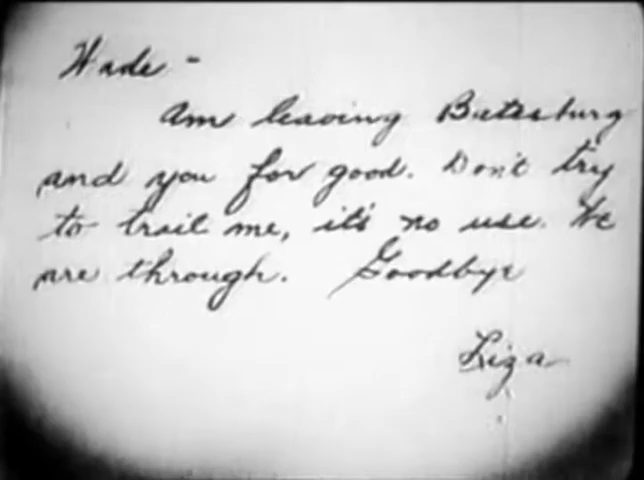 Wade -
Am leaving Batesburg
and you for good. Don't try
to trail me, it's no use. We
are through. Goodbye
Liza